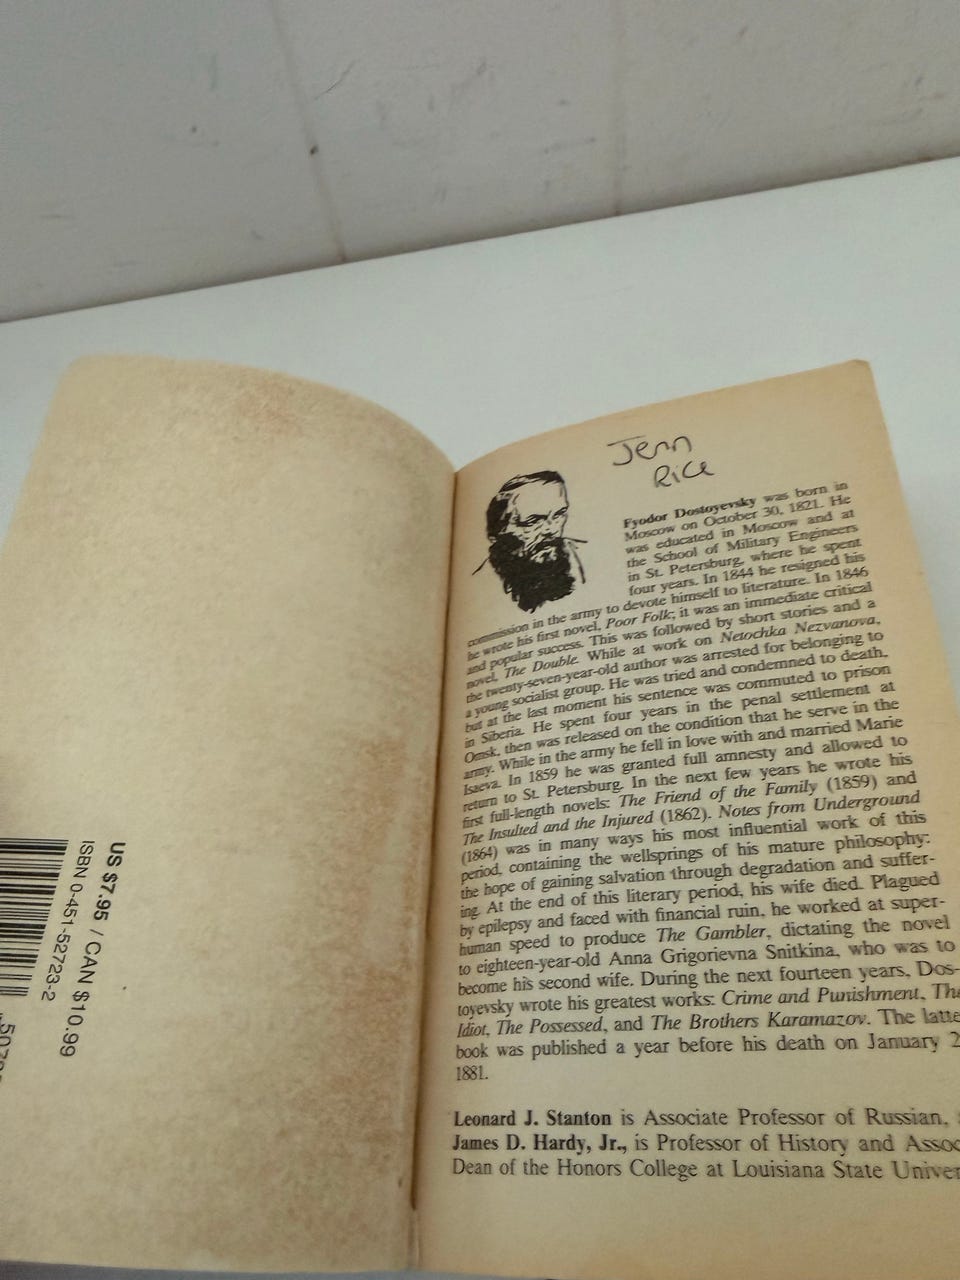 US $7.95 / CAN $10.99
ISBN 0-451-52723-2
Jenn
Rice
Fyodor Dostoyevsky was born in
Moscow on October 30, 1821. He
was educated in Moscow and at
the School of Military Engineers
in St. Petersburg, where he spent
four years. In 1844 he resigned his
commission in the army to devote himself to literature. In 1846
he wrote his first novel, Poor Folk; it was an immediate critical
and popular success. This was followed by short stories and a
novel, The Double. While at work on Netochka Nezvanova,
the twenty-seven-year-old author was arrested for belonging to
a young socialist group. He was tried and condemned to death,
but at the last moment his sentence was commuted to prison
in Siberia. He spent four years in the penal settlement at
Omsk, then was released on the condition that he serve in the
army. While in the army he fell in love with and married Marie
Isaeva. In 1859 he was granted full amnesty and allowed to
return to St. Petersburg. In the next few years he wrote his
first full-length novels: The Friend of the Family (1859) and
The Insulted and the Injured (1862). Notes from Underground
(1864) was in many ways his most influential work of this
period, containing the wellsprings of his mature philosophy:
the hope of gaining salvation through degradation and suffer-
ing. At the end of this literary period, his wife died. Plagued
by epilepsy and faced with financial ruin, he worked at super-
human speed to produce The Gambler, dictating the novel
to eighteen-year-old Anna Grigorievna Snitkina, who was to
become his second wife. During the next fourteen years, Dos-
toyevsky wrote his greatest works: Crime and Punishment, The
Idiot, The Possessed, and The Brothers Karamazov. The latte
book was published a year before his death on January 2
1881.
Leonard J. Stanton is Associate Professor of Russian,
James D. Hardy, Jr., is Professor of History and Assoc
Dean of the Honors College at Louisiana State Univer